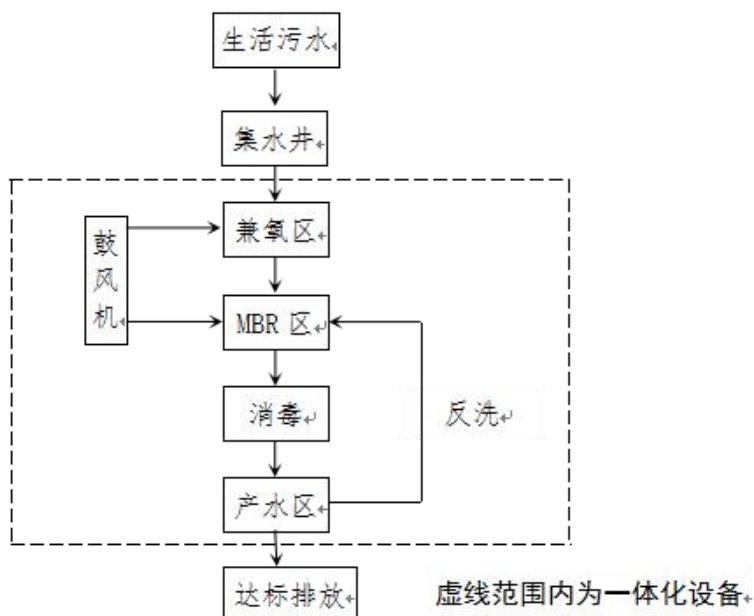 生活污水
集水井
鼓风机
兼氧区
MBR 区
消毒
反洗
产水区
达标排放
虚线范围内为一体化设备